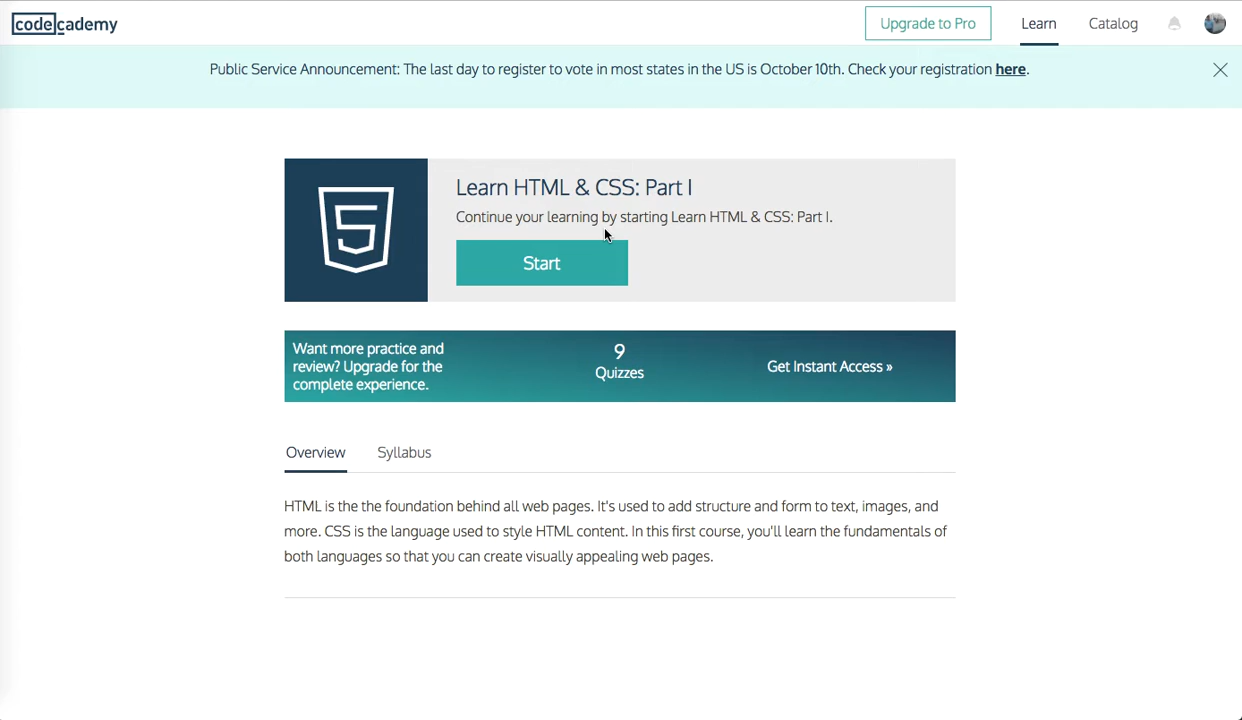 codecademy
Upgrade to Pro
Learn
Catalog
Public Service Announcement: The last day to register to vote in most states in the US is October 10th. Check your registration here.
Learn HTML & CSS: Part I
Continue your learning by starting Learn HTML & CSS: Part I.
Start
Want more practice and
review? Upgrade for the
complete experience.
9
Quizzes
Get Instant Access »
Overview
Syllabus
HTML is the the foundation behind all web pages. It's used to add structure and form to text, images, and
more. CSS is the language used to style HTML content. In this first course, you'll learn the fundamentals of
both languages so that you can create visually appealing web pages.